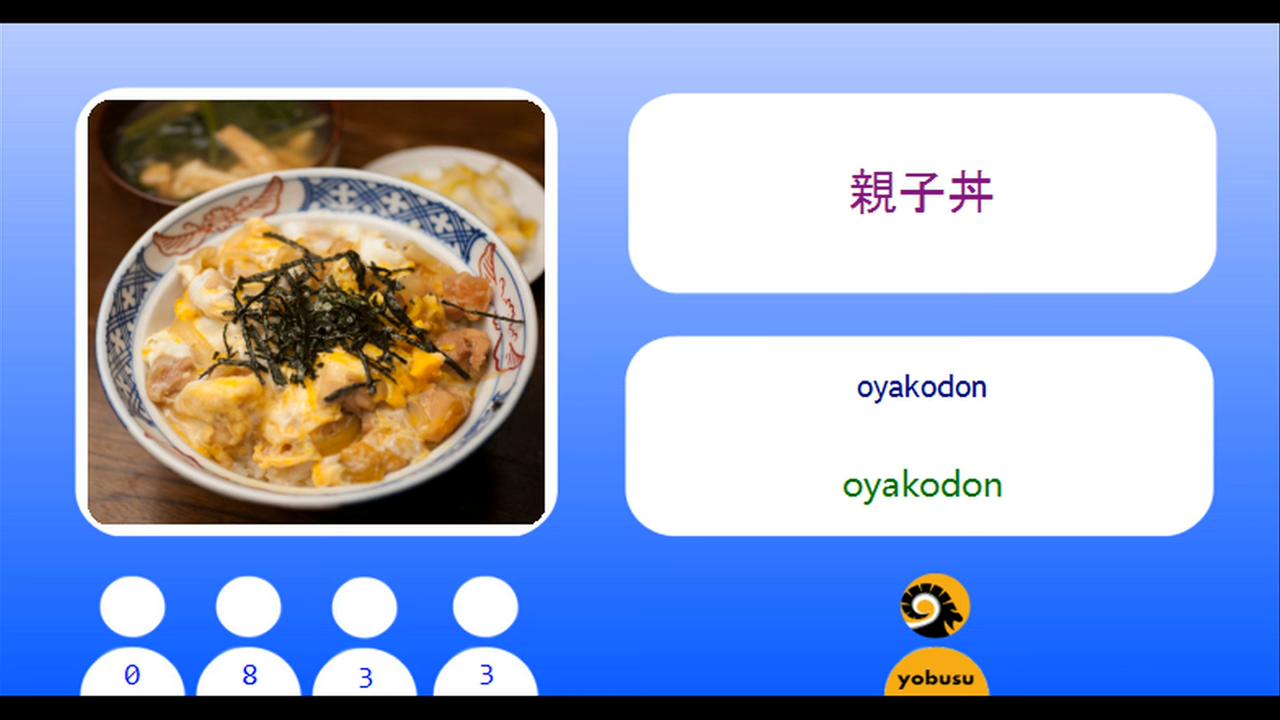 親子丼
oyakodon
oyakodon
0 8 3 3
yobusu